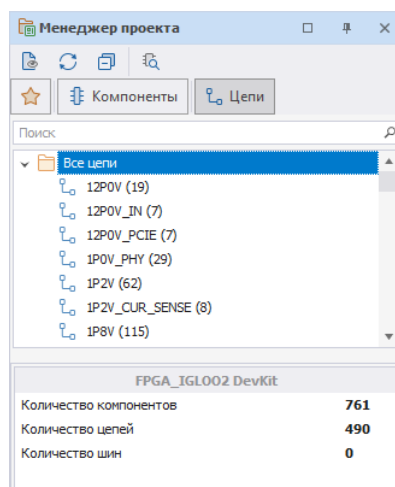 Менеджер проекта
Компоненты
Цепи
Поиск
Все цепи
12P0V (19)
12P0V_IN (7)
12P0V_PCIE (7)
1P0V_PHY (29)
1P2V (62)
1P2V_CUR_SENSE (8)
1P8V (115)
FPGA_IGLOO2 DevKit
Количество компонентов 761
Количество цепей 490
Количество шин 0